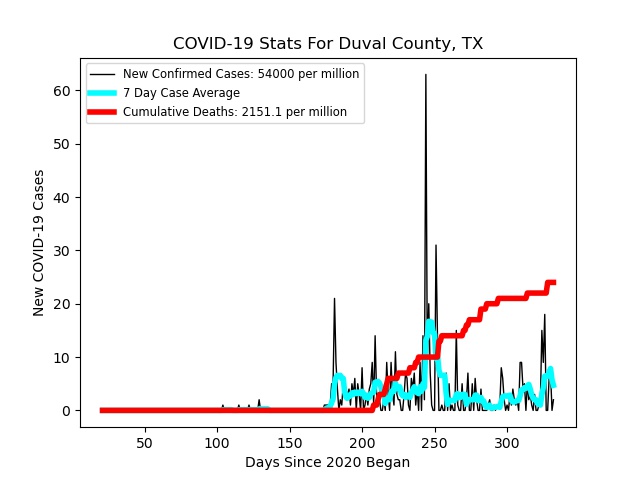 COVID-19 Stats For Duval County, TX
New Confirmed Cases: 54000 per million
7 Day Case Average
Cumulative Deaths: 2151.1 per million
New COVID-19 Cases
60
50
40
30
20
10
0
50 100 150 200 250 300
Days Since 2020 Began